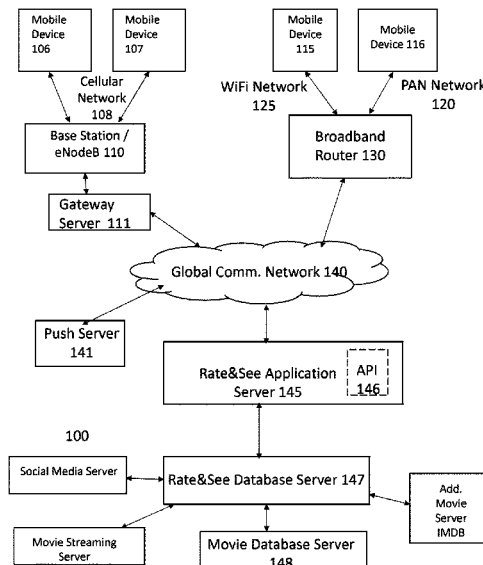 Mobile
Device
106
Mobile
Device
107
Mobile
Device
115
Mobile
Device 116
Cellular
Network
108
WiFi Network
125
PAN Network
120
Base Station /
eNodeB 110
Broadband
Router 130
Gateway
Server 111
Global Comm. Network 140
Push Server
141
Rate&See Application
Server 145
API
146
100
Social Media Server
Rate&See Database Server 147
Add.
Movie
Server
IMDB
Movie Streaming
Server
Movie Database Server
148